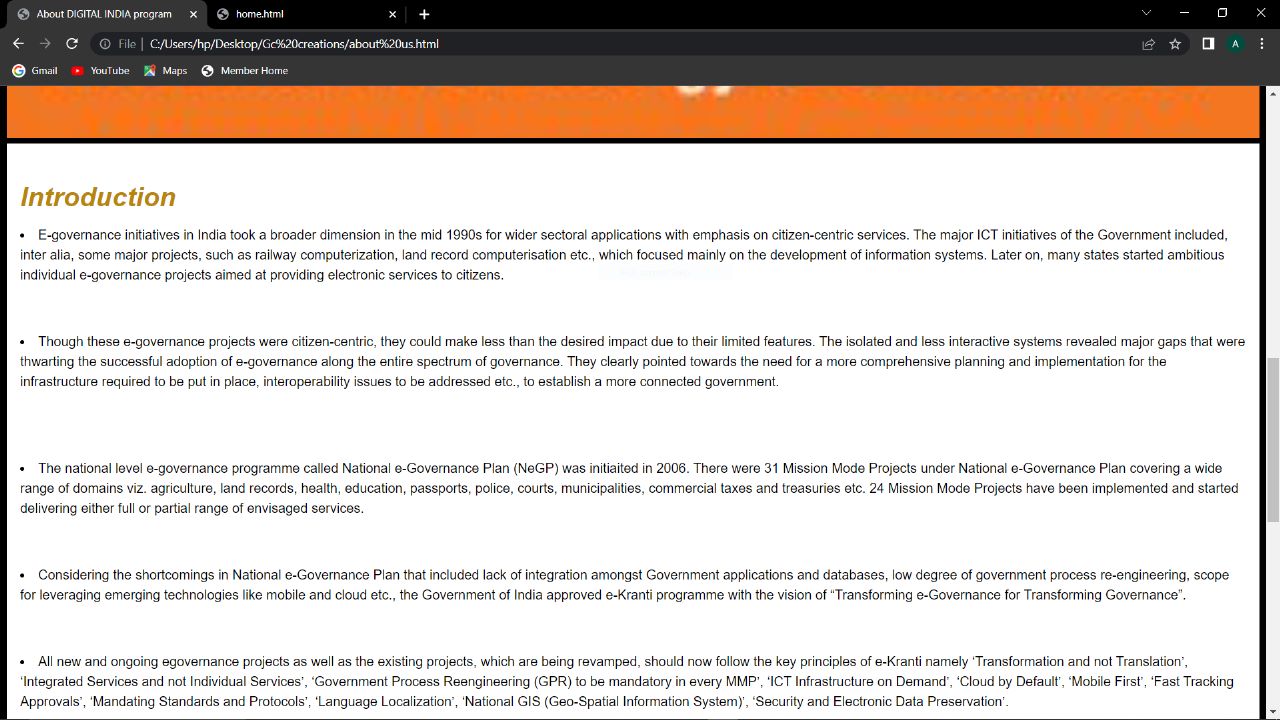 About DIGITAL INDIA program
home.html
File
C:/Users/hp/Desktop/Gc%20creations/about%20us.html
A
Gmail
YouTube
Maps
Member Home
Introduction
• E-governance initiatives in India took a broader dimension in the mid 1990s for wider sectoral applications with emphasis on citizen-centric services. The major ICT initiatives of the Government included,
inter alia, some major projects, such as railway computerization, land record computerisation etc., which focused mainly on the development of information systems. Later on, many states started ambitious
individual e-governance projects aimed at providing electronic services to citizens.
• Though these e-governance projects were citizen-centric, they could make less than the desired impact due to their limited features. The isolated and less interactive systems revealed major gaps that were
thwarting the successful adoption of e-governance along the entire spectrum of governance. They clearly pointed towards the need for a more comprehensive planning and implementation for the
infrastructure required to be put in place, interoperability issues to be addressed etc., to establish a more connected government.
• The national level e-governance programme called National e-Governance Plan (NeGP) was initiaited in 2006. There were 31 Mission Mode Projects under National e-Governance Plan covering a wide
range of domains viz. agriculture, land records, health, education, passports, police, courts, municipalities, commercial taxes and treasuries etc. 24 Mission Mode Projects have been implemented and started
delivering either full or partial range of envisaged services.
• Considering the shortcomings in National e-Governance Plan that included lack of integration amongst Government applications and databases, low degree of government process re-engineering, scope
for leveraging emerging technologies like mobile and cloud etc., the Government of India approved e-Kranti programme with the vision of “Transforming e-Governance for Transforming Governance”.
• All new and ongoing egovernance projects as well as the existing projects, which are being revamped, should now follow the key principles of e-Kranti namely ‘Transformation and not Translation’,
‘Integrated Services and not Individual Services’, ‘Government Process Reengineering (GPR) to be mandatory in every MMP’, ‘ICT Infrastructure on Demand’, ‘Cloud by Default’, ‘Mobile First’, ‘Fast Tracking
Approvals’, ‘Mandating Standards and Protocols’, ‘Language Localization’, ‘National GIS (Geo-Spatial Information System)’, ‘Security and Electronic Data Preservation’.